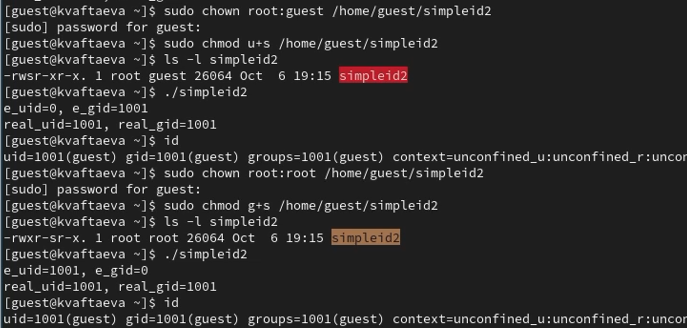 [guest@kvaftaeva ~]$ sudo chown root:guest /home/guest/simpleid2
[sudo] password for guest:
[guest@kvaftaeva ~]$ sudo chmod u+s /home/guest/simpleid2
[guest@kvaftaeva ~]$ ls -l simpleid2
-rwsr-xr-x. 1 root guest 26064 Oct  6 19:15 simpleid2
[guest@kvaftaeva ~]$ ./simpleid2
e_uid=0, e_gid=1001
real_uid=1001, real_gid=1001
[guest@kvaftaeva ~]$ id
uid=1001(guest) gid=1001(guest) groups=1001(guest) context=unconfined_u:unconfined_r:uncon
[guest@kvaftaeva ~]$ sudo chown root:root /home/guest/simpleid2
[sudo] password for guest:
[guest@kvaftaeva ~]$ sudo chmod g+s /home/guest/simpleid2
[guest@kvaftaeva ~]$ ls -l simpleid2
-rwxr-sr-x. 1 root root 26064 Oct  6 19:15 simpleid2
[guest@kvaftaeva ~]$ ./simpleid2
e_uid=1001, e_gid=0
real_uid=1001, real_gid=1001
[guest@kvaftaeva ~]$ id
uid=1001(guest) gid=1001(guest) groups=1001(guest) context=unconfined_u:unconfined_r:uncon